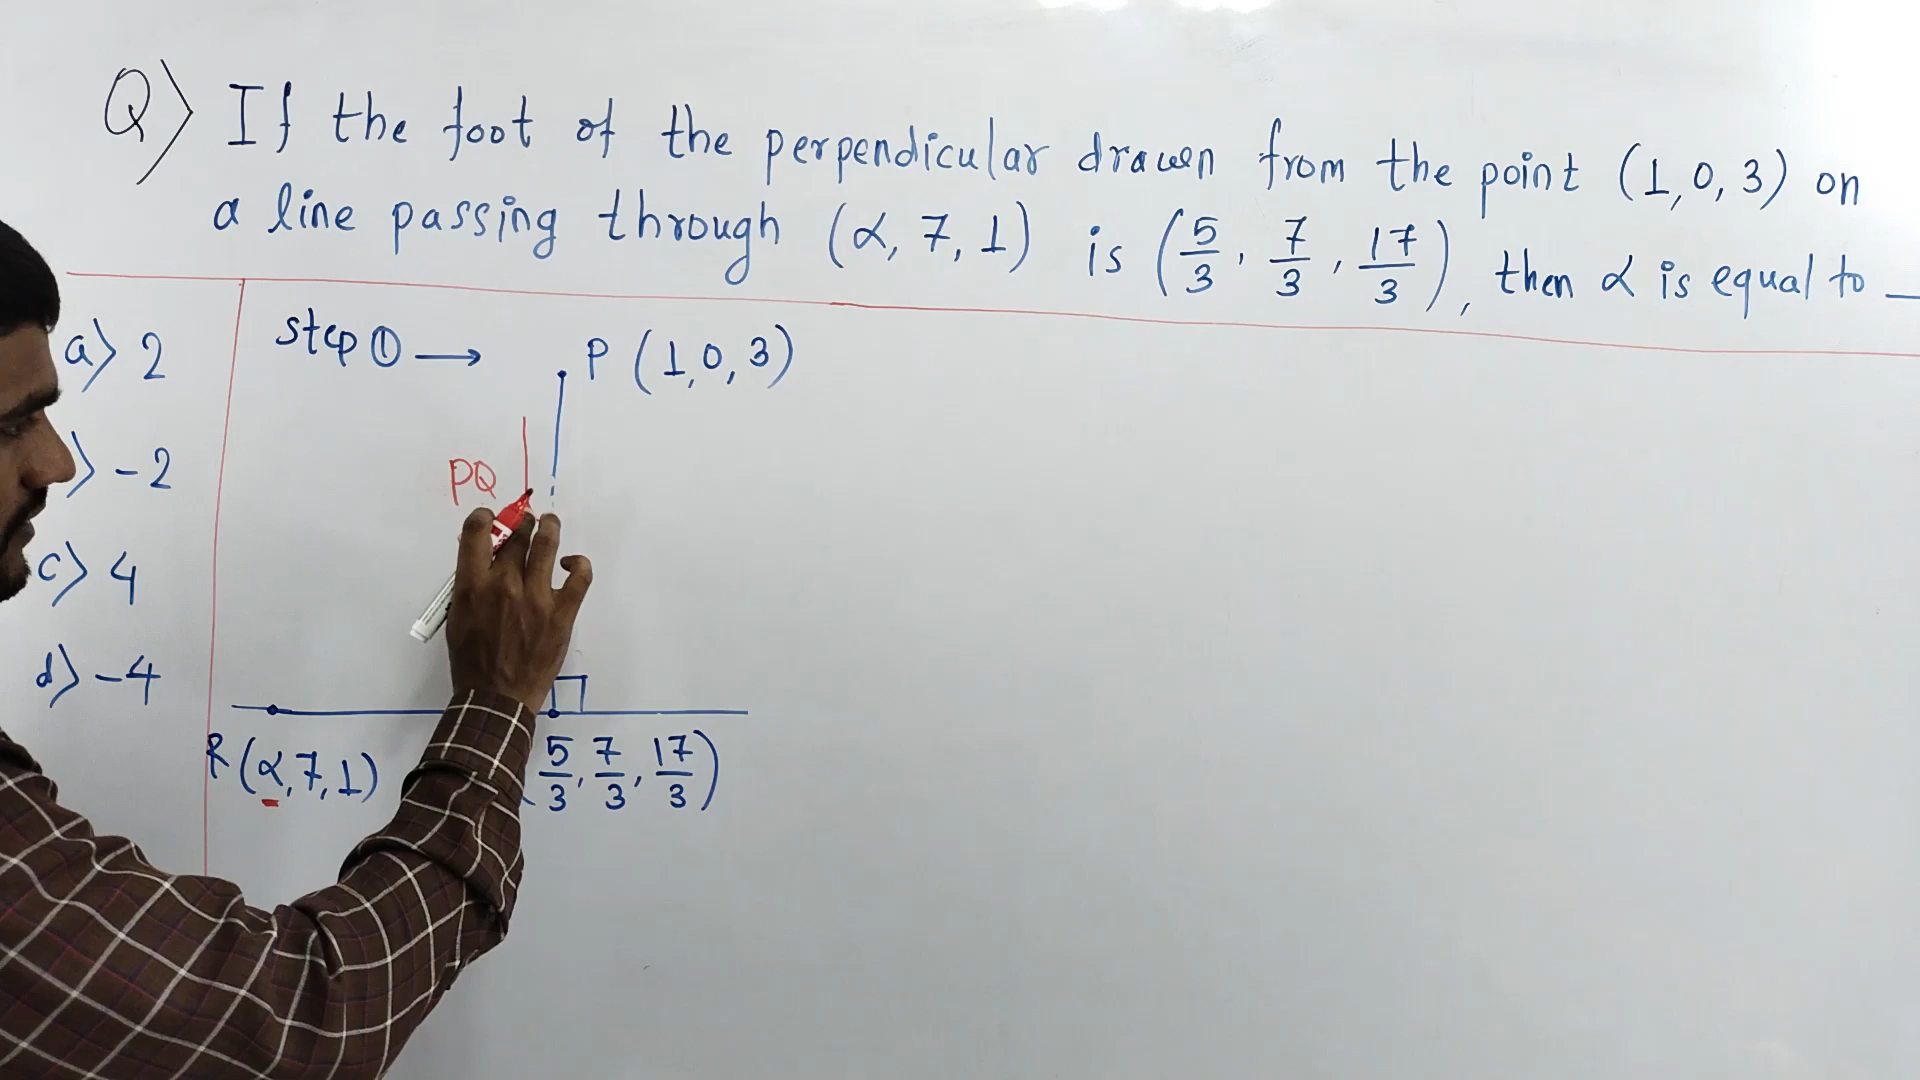 Q) If the foot of the perpendicular drawen from the point (1, 0, 3) on
a line passing through (α, 7, 1) is (5/3, 7/3, 17/3), then α is equal to _
a) 2
) -2
c) 4
d) -4
step ① → P (1, 0, 3)
PQ
R (α, 7, 1)
(5/3, 7/3, 17/3)